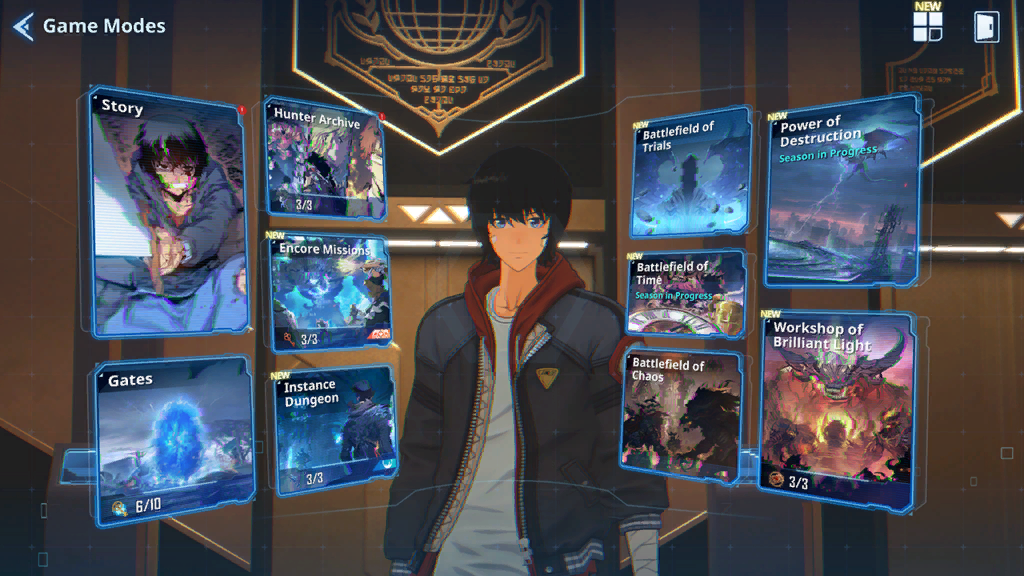 Game Modes
NEW
Story
Hunter Archive
3/3
NEW
Encore Missions
3/3
Gates
6/10
NEW
Instance
Dungeon
3/3
NEW
Battlefield of
Trials
NEW
Power of
Destruction
Season in Progress
NEW
Battlefield of
Time
Season in Progress
Battlefield of
Chaos
NEW
Workshop of
Brilliant Light
3/3